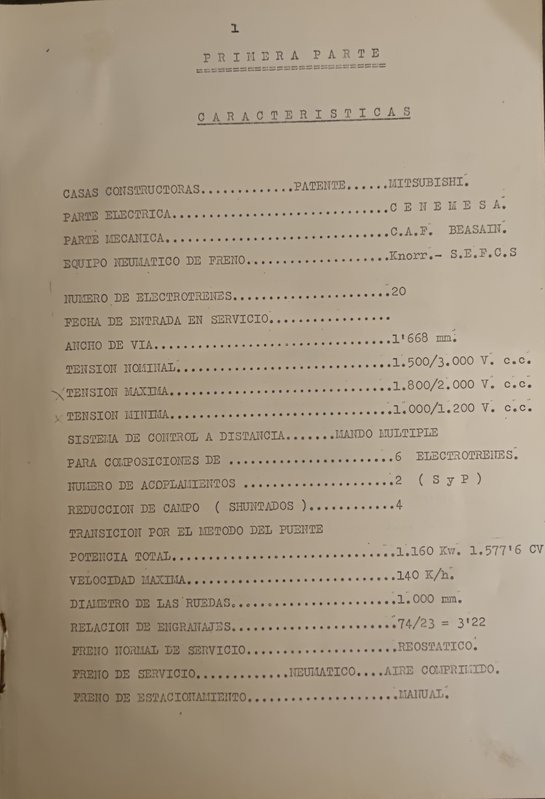 1
PRIMERA PARTE
CARACTERISTICAS
CASAS CONSTRUCTORAS.............PATENTE......MITSUBISHI.
PARTE ELECTRICA...............................C E N E M E S A.
PARTE MECANICA................................C.A.F. BEASAIN.
EQUIPO NEUMATICO DE FRENO....................Knorr.- S.E.F.C.S
NUMERO DE ELECTROTRENES......................20
FECHA DE ENTRADA EN SERVICIO.................
ANCHO DE VIA..................................1'668 mm.
TENSION NOMINAL...............................1.500/3.000 V. c.c.
TENSION MAXIMA................................1.800/2.000 V. c.c.
TENSION MINIMA................................1.000/1.200 V. c.c.
SISTEMA DE CONTROL A DISTANCIA.......MANDO MULTIPLE
PARA COMPOSICIONES DE .......................6 ELECTROTRENES.
NUMERO DE ACOPLAMIENTOS .....................2 ( S y P )
REDUCCION DE CAMPO ( SHUNTADOS )............4
TRANSICION POR EL METODO DEL PUENTE
POTENCIA TOTAL................................1.160 Kw. 1.577'6 CV
VELOCIDAD MAXIMA..............................140 K/h.
DIAMETRO DE LAS RUEDAS.......................1.000 mm.
RELACION DE ENGRANAJES.......................74/23 = 3'22
FRENO NORMAL DE SERVICIO.....................REOSTATICO.
FRENO DE SERVICIO.............NEUMATICO....AIRE COMPRIMIDO.
FRENO DE ESTACIONAMIENTO.....................MANUAL.